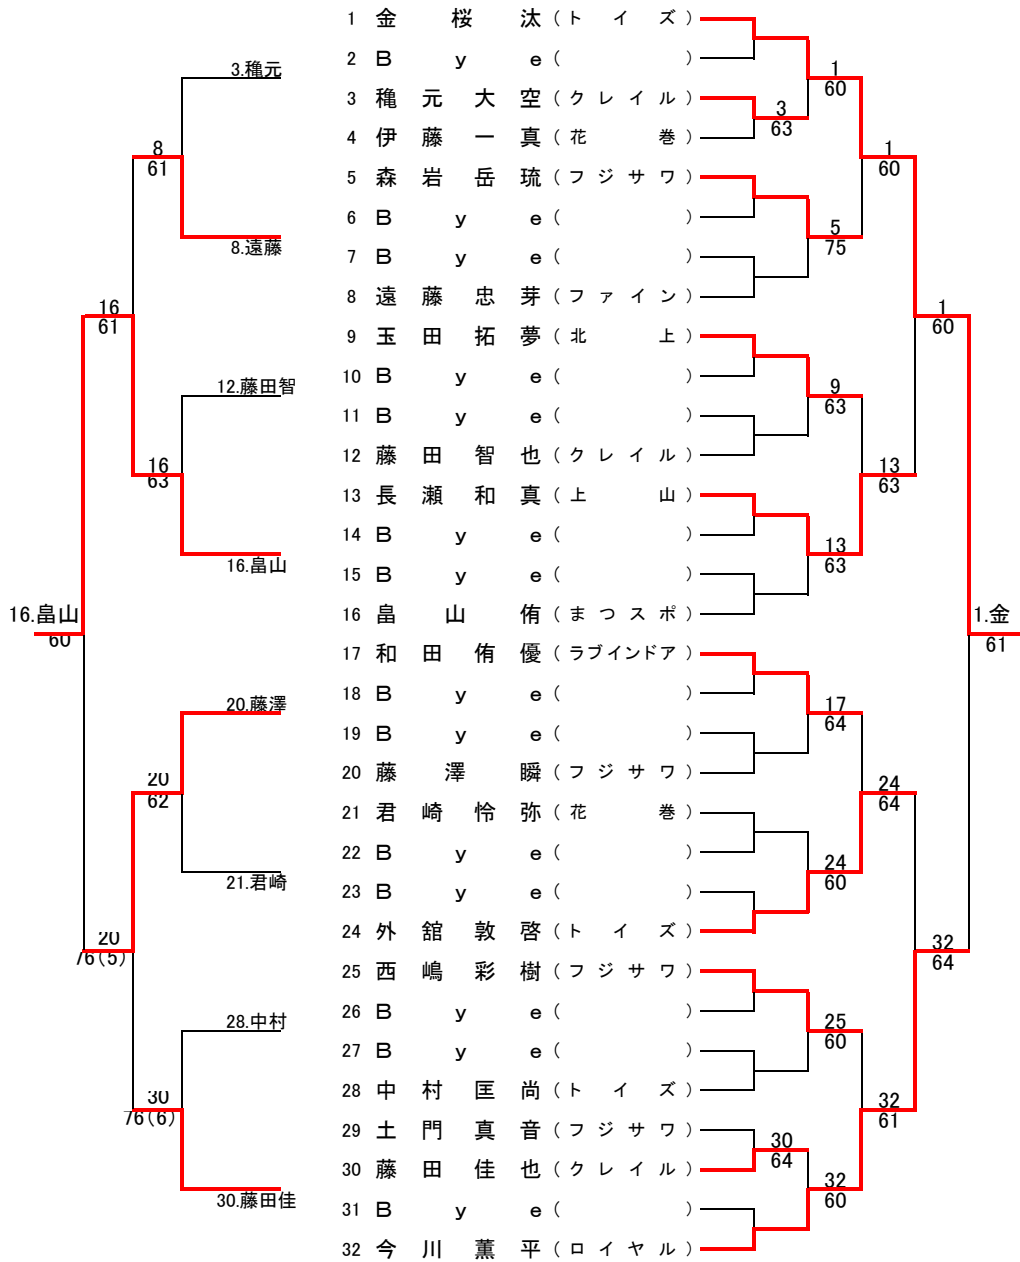 1 金 桜 汰 (トイズ)
2 Bye ( )
3 穐元大空 (クレイル)
4 伊藤一真 (花巻)
5 森岩岳琉 (フジサワ)
6 Bye ( )
7 Bye ( )
8 遠藤忠芽 (ファイン)
9 玉田拓夢 (北上)
10 Bye ( )
11 Bye ( )
12 藤田智也 (クレイル)
13 長瀬和真 (上山)
14 Bye ( )
15 Bye ( )
16 畠山侑 (まつスポ)
17 和田侑優 (ラブインドア)
18 Bye ( )
19 Bye ( )
20 藤澤瞬 (フジサワ)
21 君崎怜弥 (花巻)
22 Bye ( )
23 Bye ( )
24 外舘敦啓 (トイズ)
25 西嶋彩樹 (フジサワ)
26 Bye ( )
27 Bye ( )
28 中村匡尚 (トイズ)
29 土門真音 (フジサワ)
30 藤田佳也 (クレイル)
31 Bye ( )
32 今川薫平 (ロイヤル)
3
63
30
64
1
60
5
75
9
63
13
63
17
64
24
60
25
60
32
60
1
60
13
63
24
64
32
61
1
60
32
64
1.金
61
3.穐元
8.遠藤
12.藤田智
16.畠山
20.藤澤
21.君崎
28.中村
30.藤田佳
8
61
16
63
20
62
30
76(6)
16
61
20
76(5)
16.畠山
60